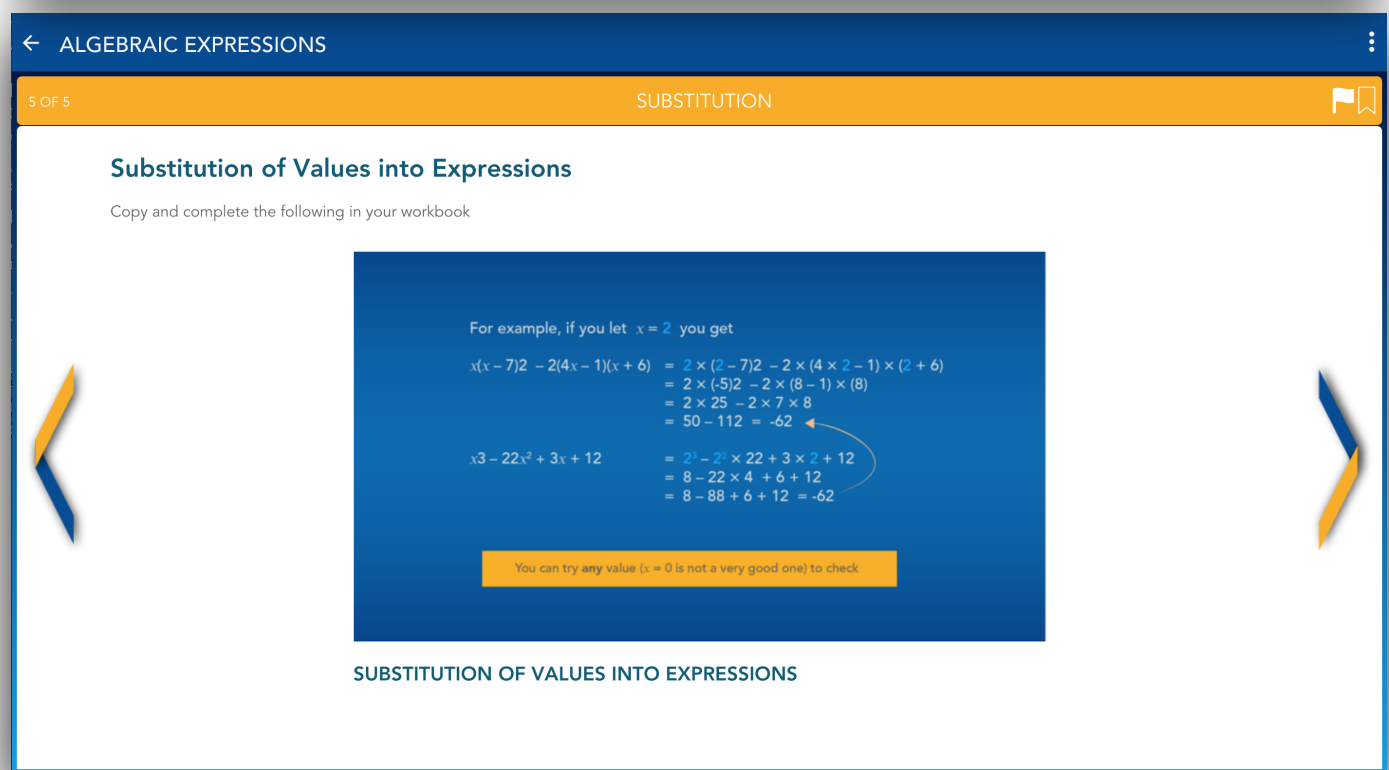 ALGEBRAIC EXPRESSIONS
5 OF 5 SUBSTITUTION
Substitution of Values into Expressions
Copy and complete the following in your workbook
For example, if you let x = 2 you get
x(x – 7)2 – 2(4x – 1)(x + 6) = 2 × (2 – 7)2 – 2 × (4 × 2 – 1) × (2 + 6)
= 2 × (-5)2 – 2 × (8 – 1) × (8)
= 2 × 25 – 2 × 7 × 8
= 50 – 112 = -62
x3 – 22x² + 3x + 12 = 2³ – 2² × 22 + 3 × 2 + 12
= 8 – 22 × 4 + 6 + 12
= 8 – 88 + 6 + 12 = -62
You can try any value (x = 0 is not a very good one) to check
SUBSTITUTION OF VALUES INTO EXPRESSIONS